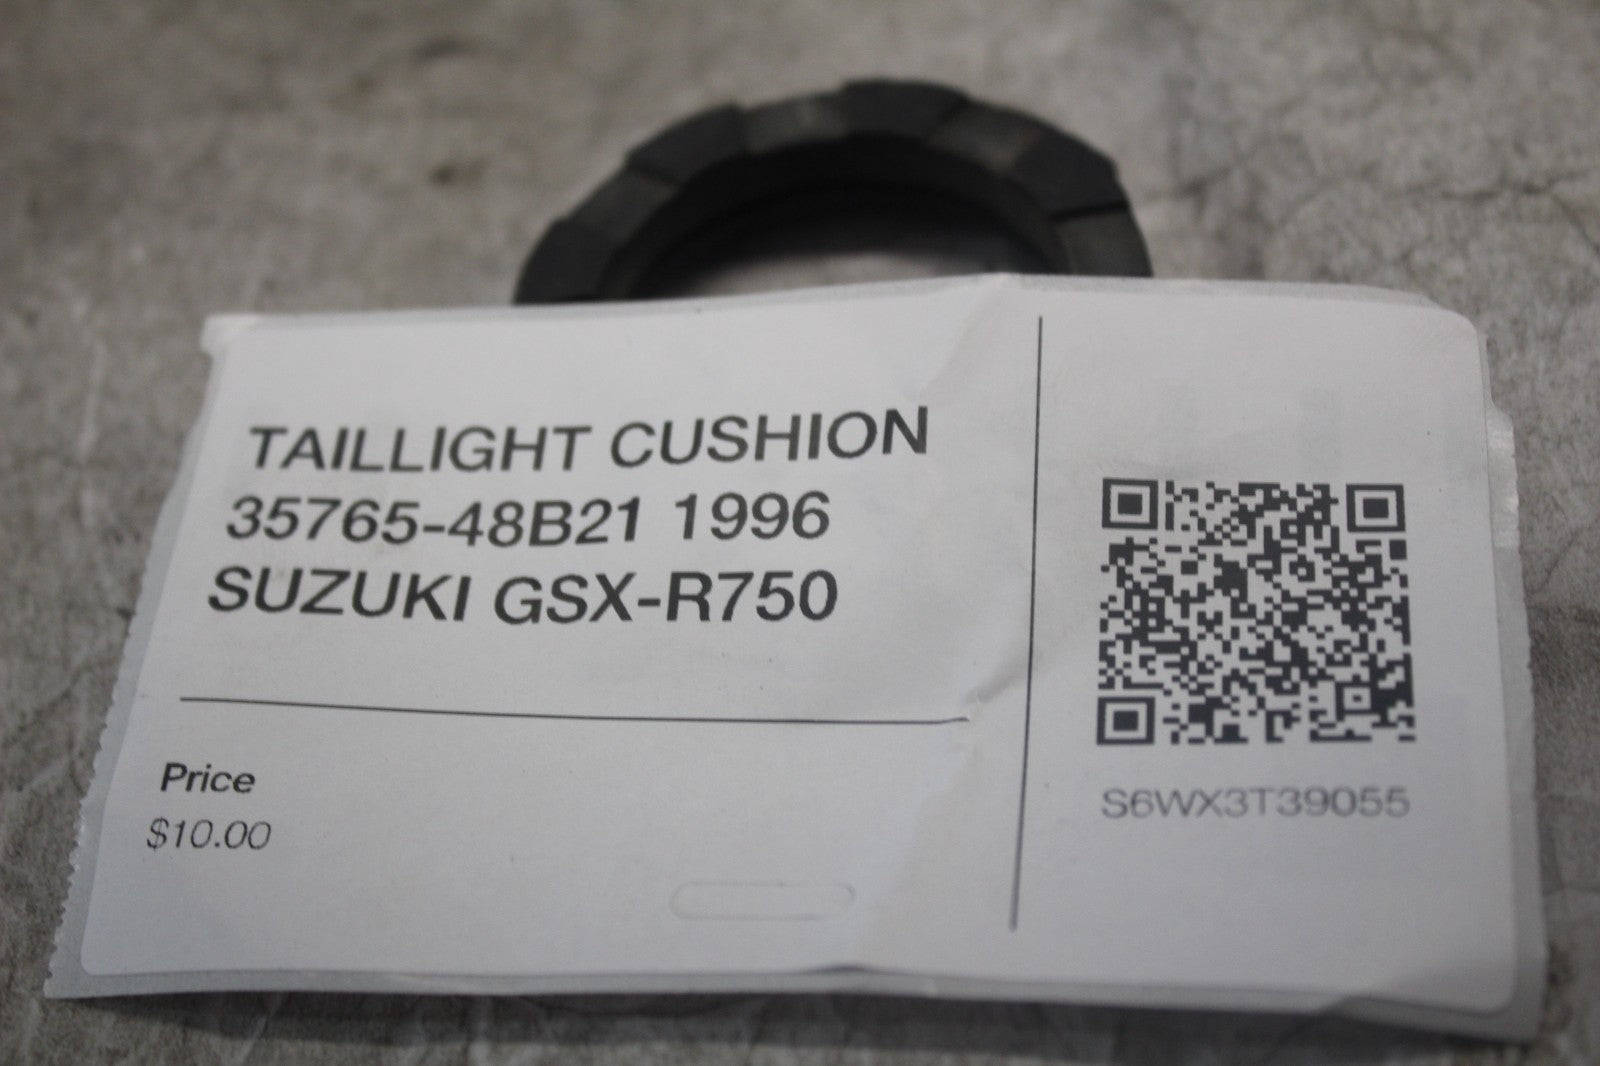 TAILLIGHT CUSHION
35765-48B21 1996
SUZUKI GSX-R750
Price
$10.00
S6WX3T39055